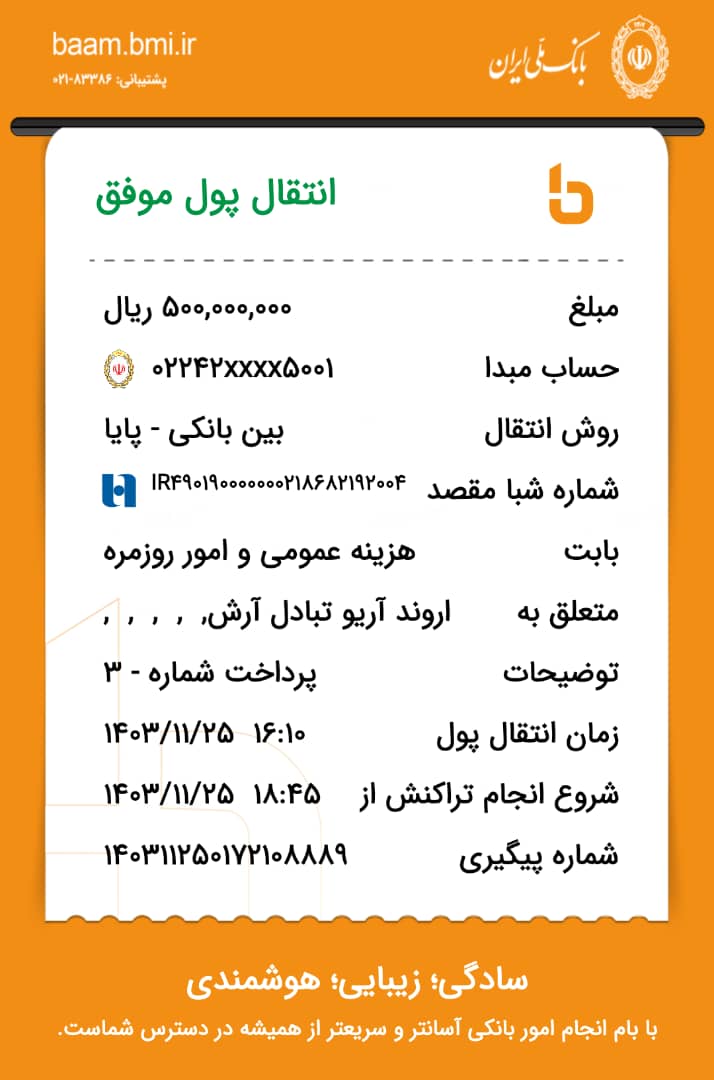 baam.bmi.ir
پشتیبانی: ۸۳۳۸۶-۰۲۱
بانک ملّی ایران
انتقال پول موفق
مبلغ ۵۰۰,۰۰۰,۰۰۰ ریال
حساب مبدا ۰۲۲۴۲xxxx۵۰۰۱
روش انتقال بین بانکی - پایا
شماره شبا مقصد IR۴۹۰۱۹۰۰۰۰۰۰۰۲۱۸۶۸۲۱۹۲۰۰۴
بابت هزینه عمومی و امور روزمره
متعلق به اروند آریو تبادل آرش, , , , ,
توضیحات پرداخت شماره - ۳
زمان انتقال پول ۱۶:۱۰ ۱۴۰۳/۱۱/۲۵
شروع انجام تراکنش از ۱۸:۴۵ ۱۴۰۳/۱۱/۲۵
شماره پیگیری ۱۴۰۳۱۱۲۵۰۱۷۲۱۰۸۸۸۹
سادگی؛ زیبایی؛ هوشمندی
با بام انجام امور بانکی آسانتر و سریعتر از همیشه در دسترس شماست.